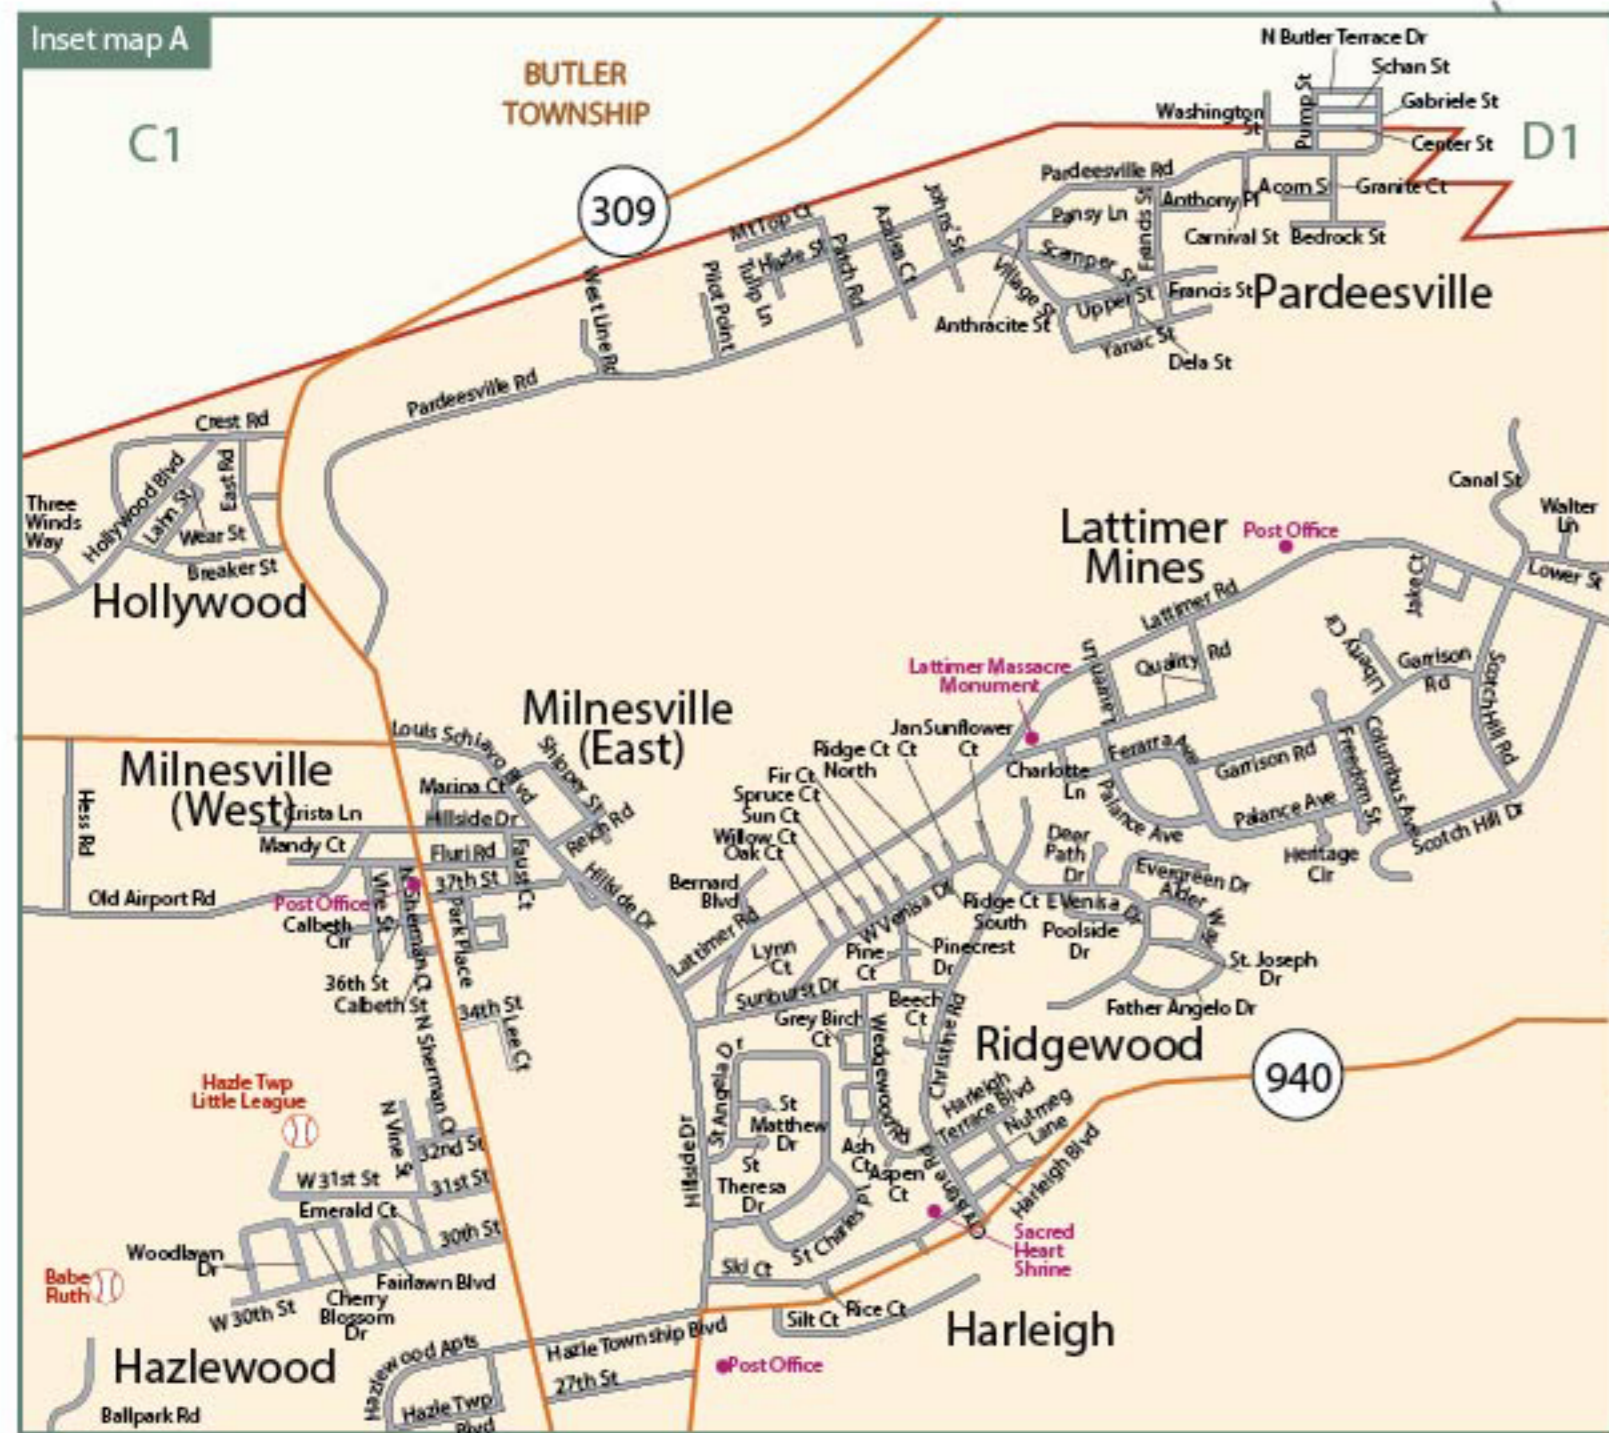 Inset map A
C1
BUTLER
TOWNSHIP
309
D1
N Butler Terrace Dr
Schan St
Pump St
Gabriele St
Washington
St
Center St
Pardeesville Rd
Acorn S
Granite Ct
Anthony Pl
Pansy Ln
Francis St
Carnival St
Bedrock St
Johns' St
Azalea Ct
Mt Top Ct
Hazle St
Patch Rd
Tulip Ln
Pilot Point
West Line Rd
Scamper St
Village St
Upper St
Francis St
Pardeesville
Anthracite St
Yanac St
Dela St
Pardeesville Rd
Crest Rd
Hollywood Blvd
East Rd
Lahn St
Three
Winds
Way
Wear St
Breaker St
Hollywood
Canal St
Walter
Ln
Lattimer
Mines
Post Office
Lower St
Jake Ct
Lattimer Rd
Liberty Cir
Quality Rd
Garrison
Rd
Scotch Hill Rd
Lattimer Massacre
Monument
Milnesville
(East)
Louis Schiavo Blvd
Shipper St
Jan Sunflower
Ct
Ridge Ct Ct
North
Ferarra Ave
Garrison Rd
Columbus Ave
Freedom St
Milnesville
(West)
Marina Ct
Fir Ct
Charlotte
Ln
Palance Ave
Palance Ave
Scotch Hill Dr
Hess Rd
Crista Ln
Hillside Dr
Reich Rd
Spruce Ct
Sun Ct
Willow Ct
Oak Ct
Deer
Path
Dr
Heritage
Cir
Mandy Ct
Fluri Rd
Faust Ct
Evergreen Dr
Alder Way
Old Airport Rd
Post Office
37th St
Hillside Dr
Bernard
Blvd
W Venisa Dr
Ridge Ct
South
E Venisa Dr
Vine St
N Sherman Ct
Park Place
Calbeth
Cir
Lattimer Rd
Lynn
Ct
Pine
Ct
Pinecrest
Dr
Poolside
Dr
St. Joseph
Dr
36th St
Calbeth St
Sunburst Dr
Beech
Ct
Father Angelo Dr
34th St
Lee Ct
Grey Birch
Ct
Wedgewood Rd
Christine Rd
Ridgewood
940
N Sherman Ct
Hazle Twp
Little League
N Vine St
32nd St
St Angela Dr
St
Matthew
Dr
Harleigh
Terrace Blvd
Nutmeg
Lane
Ash
Ct
Aspen
Ct
Christine Rd
Harleigh Blvd
W 31st St
31st St
Hillside Dr
St
Theresa
Dr
St Charles Pl
Emerald Ct
30th St
Woodlawn
Dr
Sacred
Heart
Shrine
Ski Ct
Babe
Ruth
Fairlawn Blvd
Cherry
Blossom
Dr
W 30th St
Rice Ct
Silt Ct
Harleigh
Hazle Township Blvd
Hazlewood Apts
Hazlewood
27th St
Post Office
Hazle Twp
Blvd
Ballpark Rd